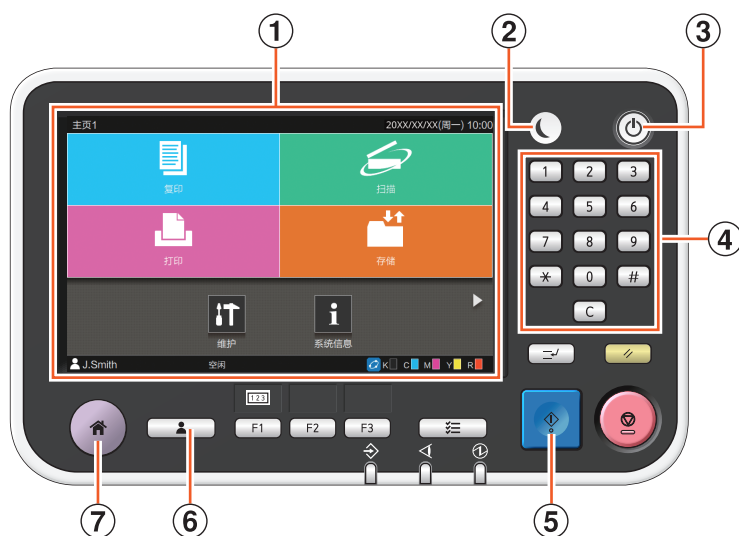 ① ② ③
主页1 20XX/XX/XX(周一) 10:00
复印 扫描
打印 存储
维护 系统信息
J.Smith 空闲 K C M Y R
1 2 3
4 5 6
7 8 9
* 0 #
C
④
123
F1 F2 F3
⑦ ⑥ ⑤